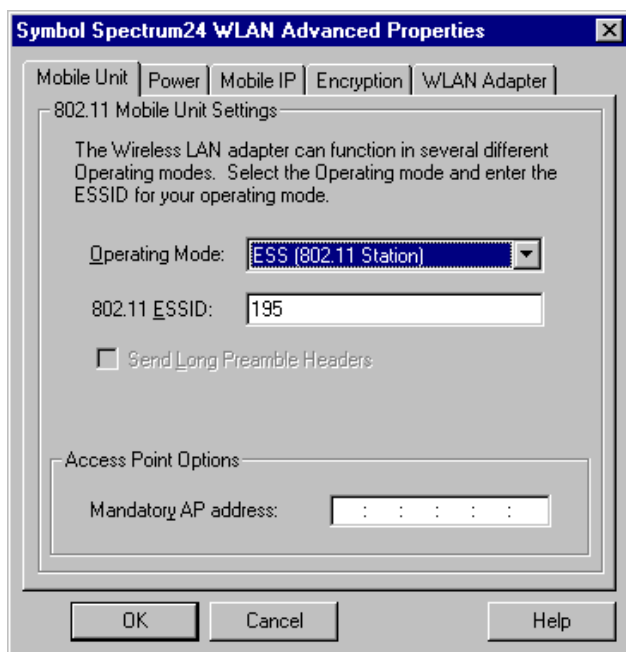 Symbol Spectrum24 WLAN Advanced Properties
Mobile Unit Power Mobile IP Encryption WLAN Adapter
802.11 Mobile Unit Settings
The Wireless LAN adapter can function in several different
Operating modes. Select the Operating mode and enter the
ESSID for your operating mode.
Operating Mode: ESS (802.11 Station)
802.11 ESSID: 195
Send Long Preamble Headers
Access Point Options
Mandatory AP address: : : : : :
OK Cancel Help